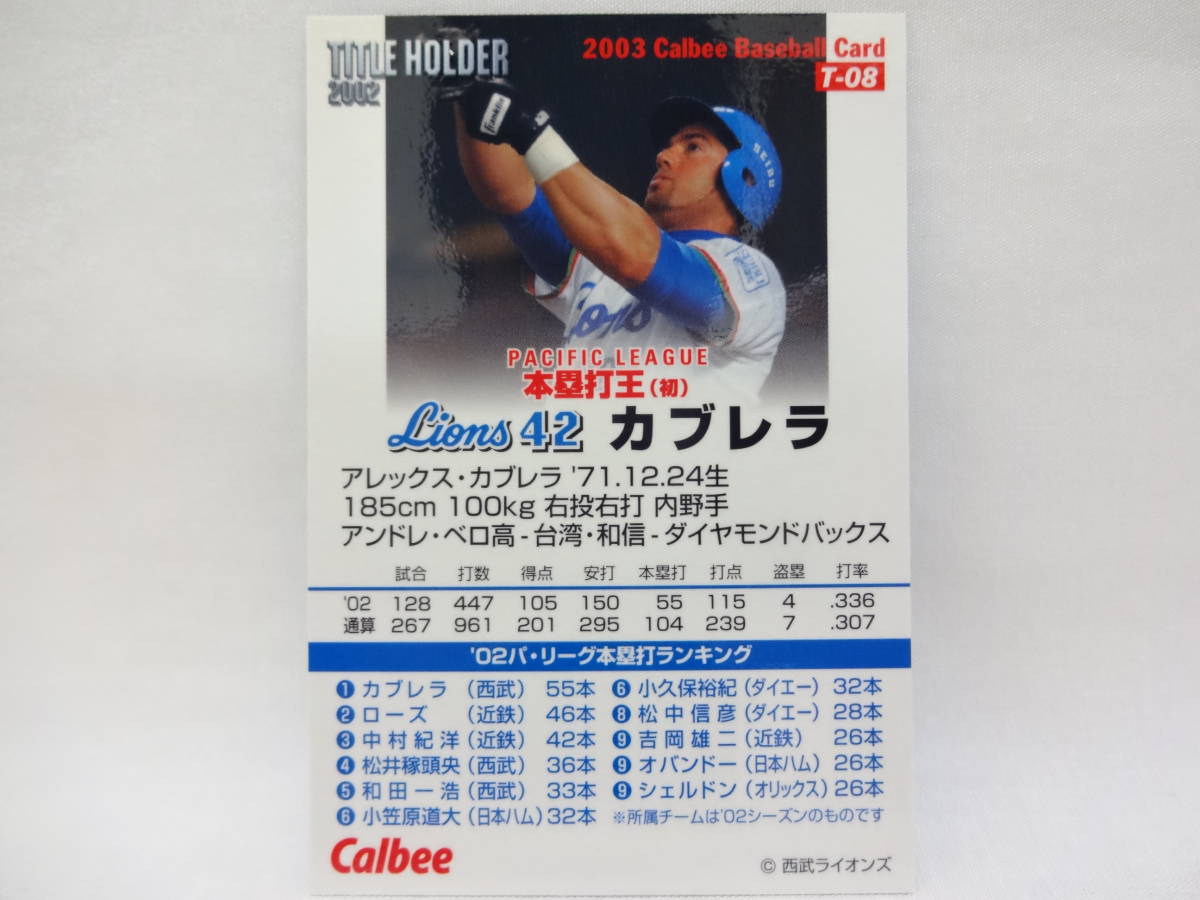 TITLE HOLDER
2002
2003 Calbee Baseball Card
T-08
Franklin
SEIBU
Lions
PACIFIC LEAGUE
本塁打王(初)
Lions 42 カブレラ
アレックス・カブレラ '71.12.24生
185cm 100kg 右投右打 内野手
アンドレ・ベロ高-台湾・和信-ダイヤモンドバックス
試合 打数 得点 安打 本塁打 打点 盗塁 打率
'02 128 447 105 150 55 115 4 .336
通算 267 961 201 295 104 239 7 .307
'02パ・リーグ本塁打ランキング
❶カブレラ (西武) 55本
❷ローズ (近鉄) 46本
❸中村紀洋 (近鉄) 42本
❹松井稼頭央 (西武) 36本
❺和田一浩 (西武) 33本
❻小笠原道大 (日本ハム) 32本
❻小久保裕紀 (ダイエー) 32本
❽松中信彦 (ダイエー) 28本
❾吉岡雄二 (近鉄) 26本
❾オバンドー (日本ハム) 26本
❾シェルドン (オリックス) 26本
※所属チームは'02シーズンのものです
Calbee
© 西武ライオンズ